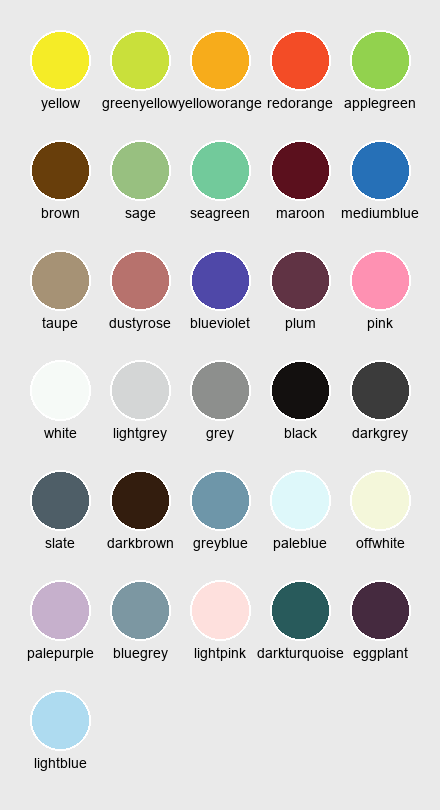 yellow greenyellow yelloworange redorange applegreen
brown sage seagreen maroon mediumblue
taupe dustyrose blueviolet plum pink
white lightgrey grey black darkgrey
slate darkbrown greyblue paleblue offwhite
palepurple bluegrey lightpink darkturquoise eggplant
lightblue